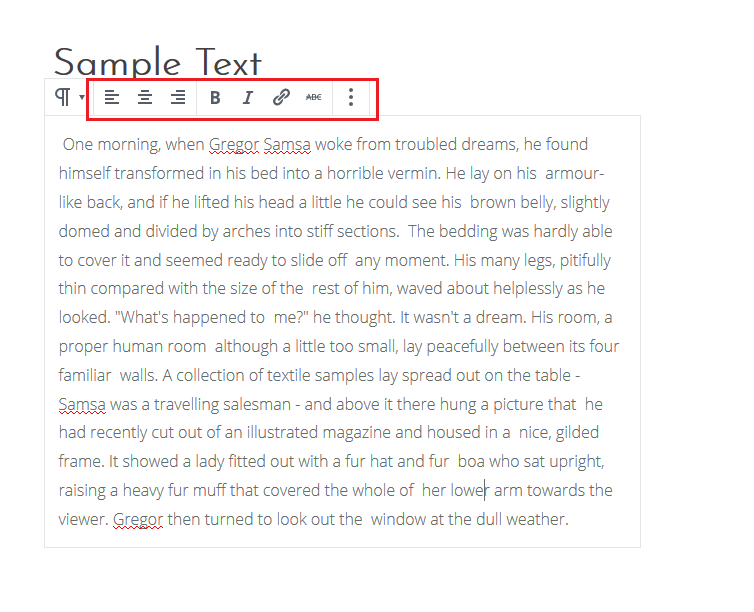 Sample Text
¶ B I ABC
One morning, when Gregor Samsa woke from troubled dreams, he found
himself transformed in his bed into a horrible vermin. He lay on his  armour-
like back, and if he lifted his head a little he could see his  brown belly, slightly
domed and divided by arches into stiff sections.  The bedding was hardly able
to cover it and seemed ready to slide off  any moment. His many legs, pitifully
thin compared with the size of the  rest of him, waved about helplessly as he
looked. "What's happened to  me?" he thought. It wasn't a dream. His room, a
proper human room  although a little too small, lay peacefully between its four
familiar  walls. A collection of textile samples lay spread out on the table -
Samsa was a travelling salesman - and above it there hung a picture that  he
had recently cut out of an illustrated magazine and housed in a  nice, gilded
frame. It showed a lady fitted out with a fur hat and fur  boa who sat upright,
raising a heavy fur muff that covered the whole of  her lower arm towards the
viewer. Gregor then turned to look out the  window at the dull weather.